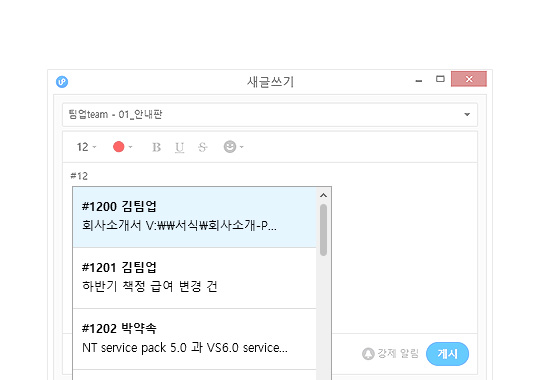 새글쓰기
팀업team - 01_안내판
12 B U S
#12
#1200 김팀업
회사소개서 V:₩₩서식₩회사소개-P...
#1201 김팀업
하반기 책정 급여 변경 건
#1202 박약속
NT service pack 5.0 과 VS6.0 service...
강제 알림 게시